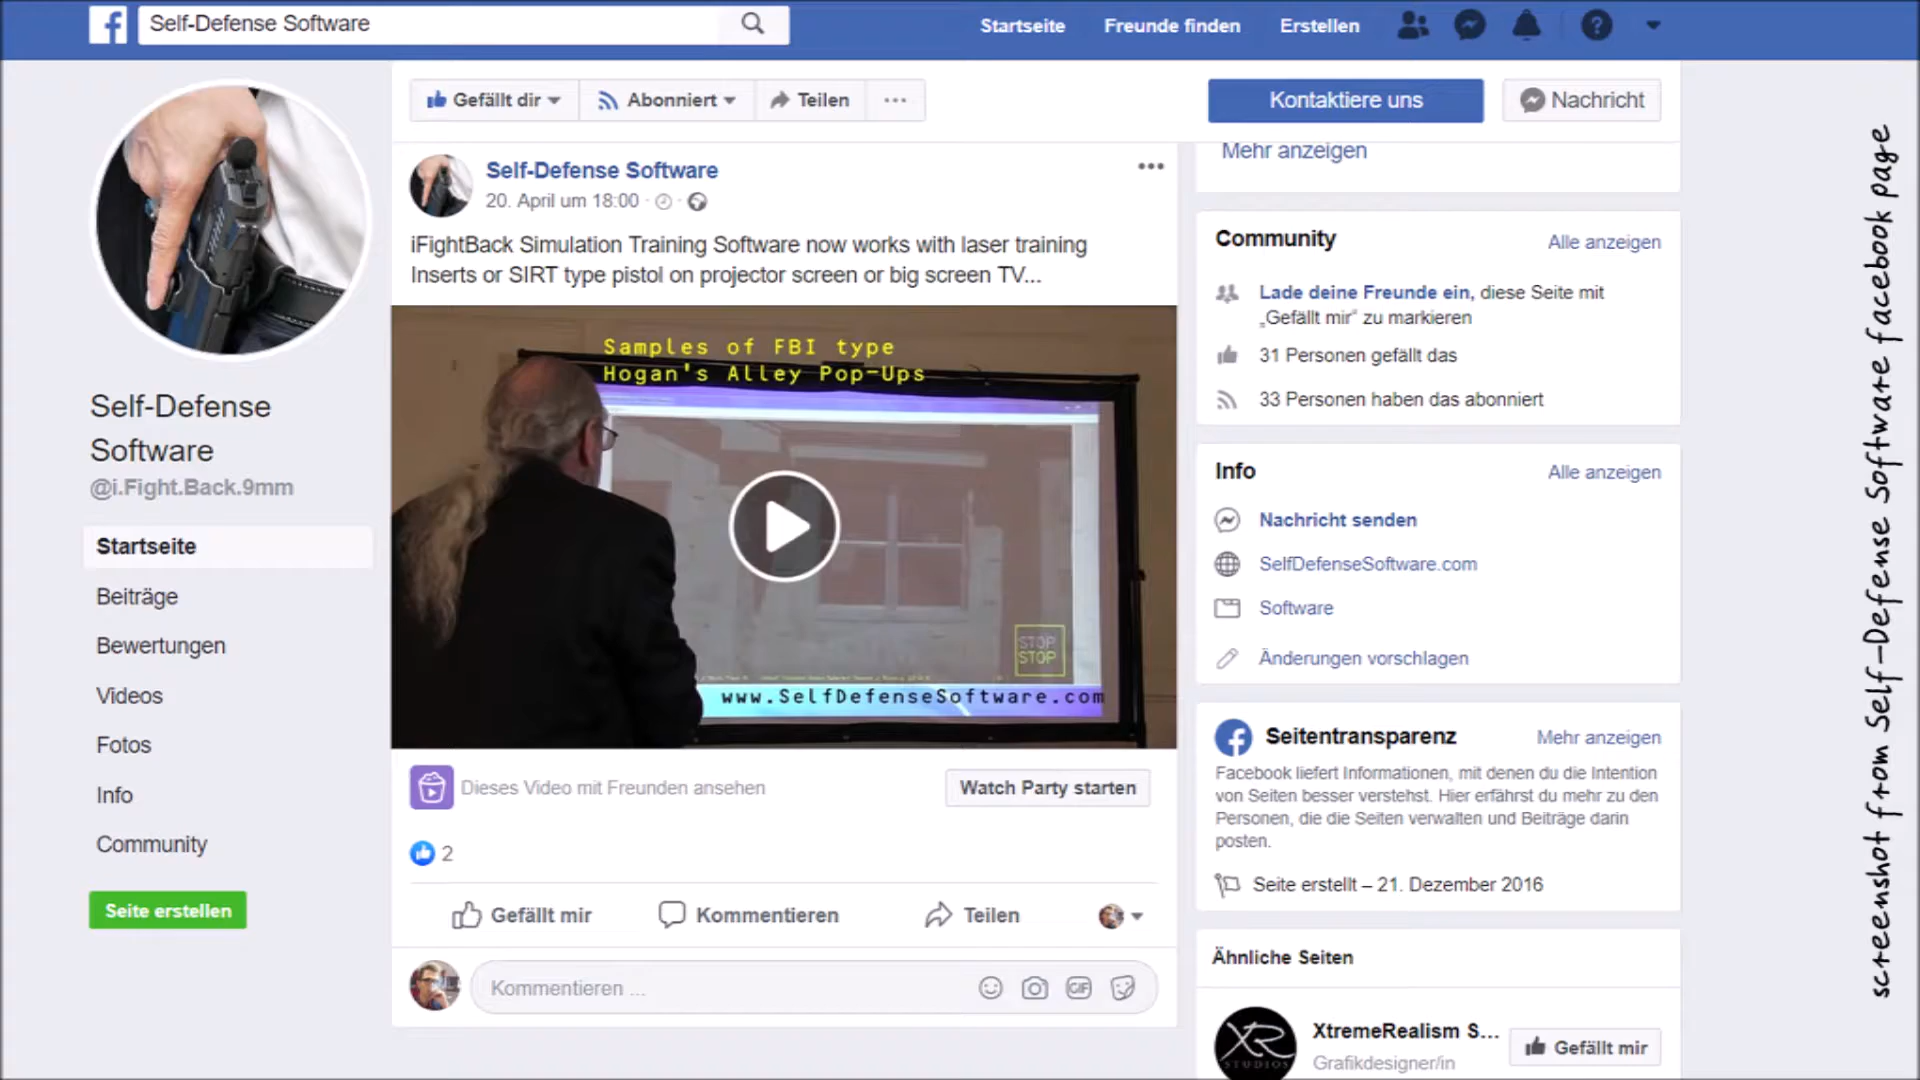 Self-Defense Software
Startseite
Freunde finden
Erstellen
Gefällt dir
Abonniert
Teilen
Kontaktiere uns
Nachricht
Self-Defense
Software
@i.Fight.Back.9mm
Startseite
Beiträge
Bewertungen
Videos
Fotos
Info
Community
Seite erstellen
Self-Defense Software
20. April um 18:00
iFightBack Simulation Training Software now works with laser training
Inserts or SIRT type pistol on projector screen or big screen TV...
Samples of FBI type
Hogan's Alley Pop-Ups
STOP
STOP
www.SelfDefenseSoftware.com
Dieses Video mit Freunden ansehen
Watch Party starten
2
Gefällt mir
Kommentieren
Teilen
Kommentieren ...
GIF
Mehr anzeigen
Community
Alle anzeigen
Lade deine Freunde ein, diese Seite mit
„Gefällt mir“ zu markieren
31 Personen gefällt das
33 Personen haben das abonniert
Info
Alle anzeigen
Nachricht senden
SelfDefenseSoftware.com
Software
Änderungen vorschlagen
Seitentransparenz
Mehr anzeigen
Facebook liefert Informationen, mit denen du die Intention
von Seiten besser verstehst. Hier erfährst du mehr zu den
Personen, die die Seiten verwalten und Beiträge darin
posten.
Seite erstellt – 21. Dezember 2016
Ähnliche Seiten
XR
STUDIOS
XtremeRealism S...
Grafikdesigner/in
Gefällt mir
screenshot from Self-Defense Software facebook page